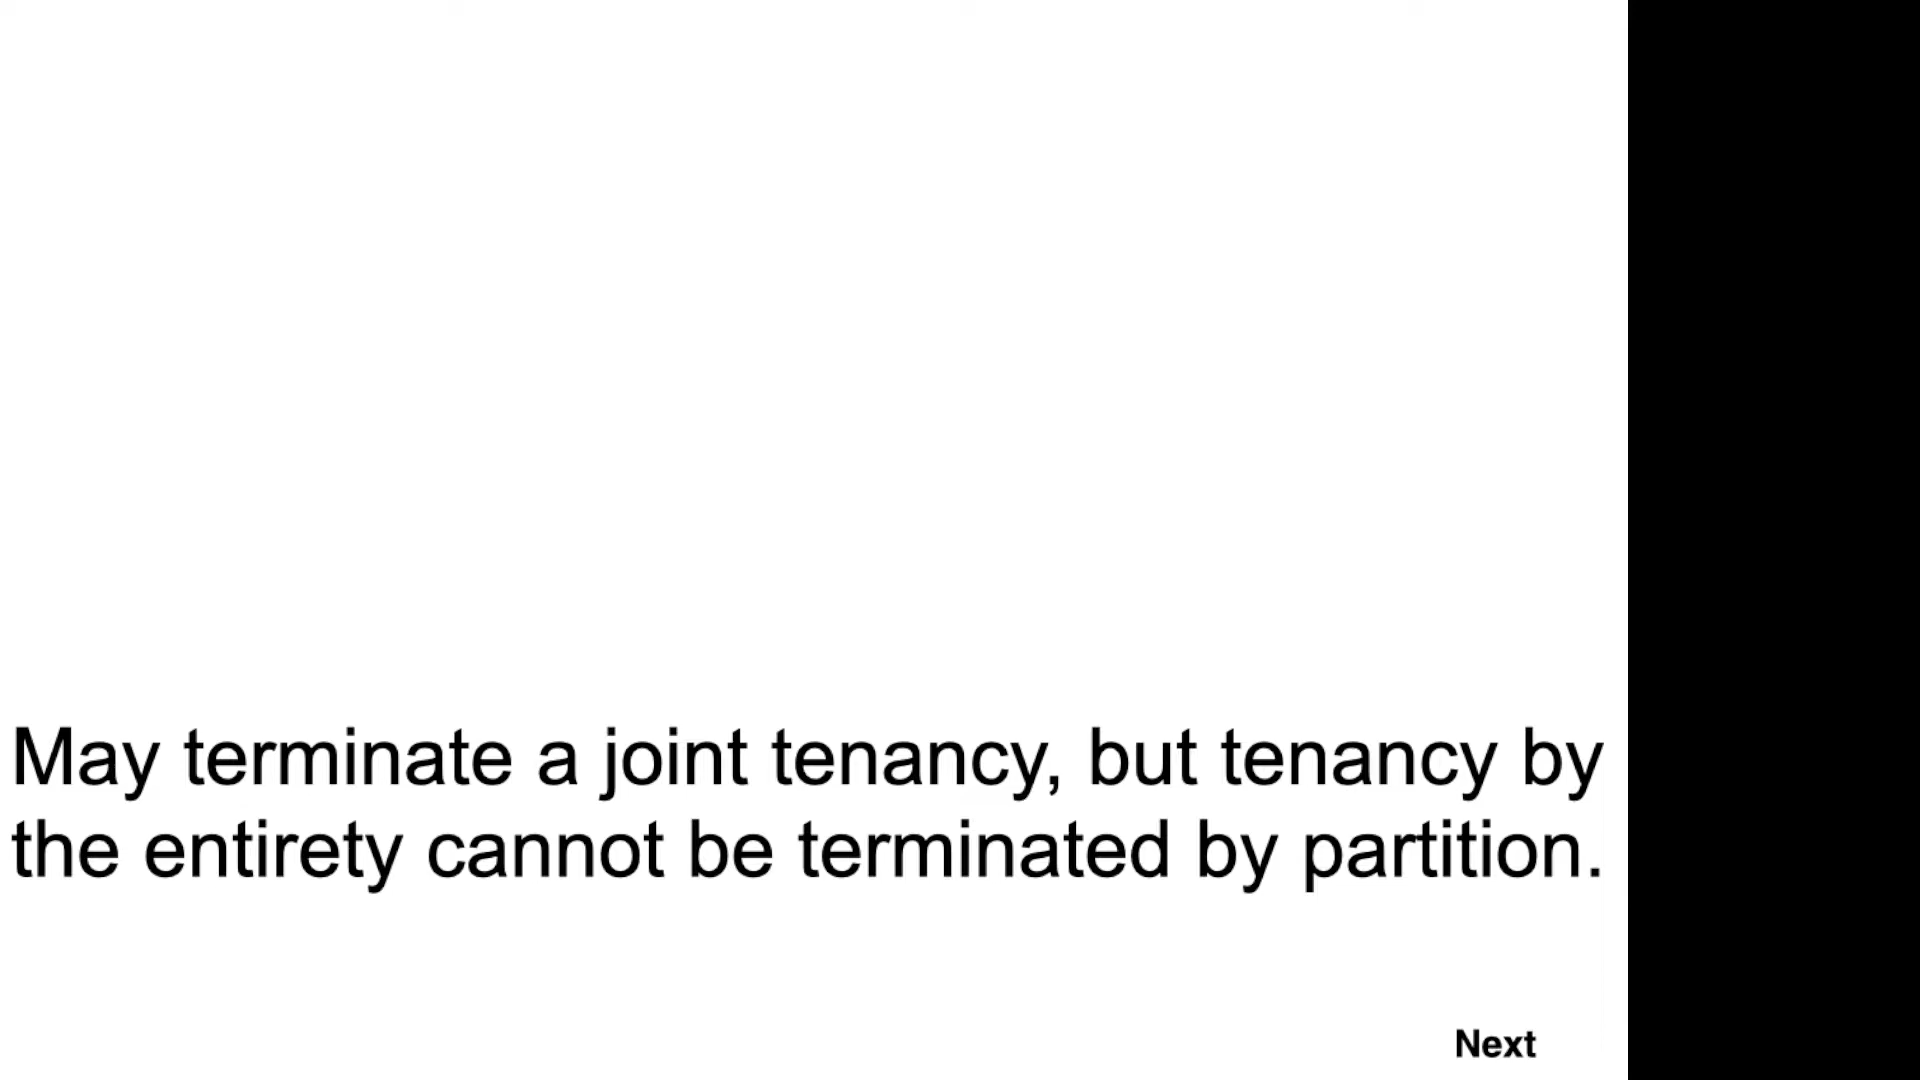 May terminate a joint tenancy, but tenancy by
the entirety cannot be terminated by partition.
Next